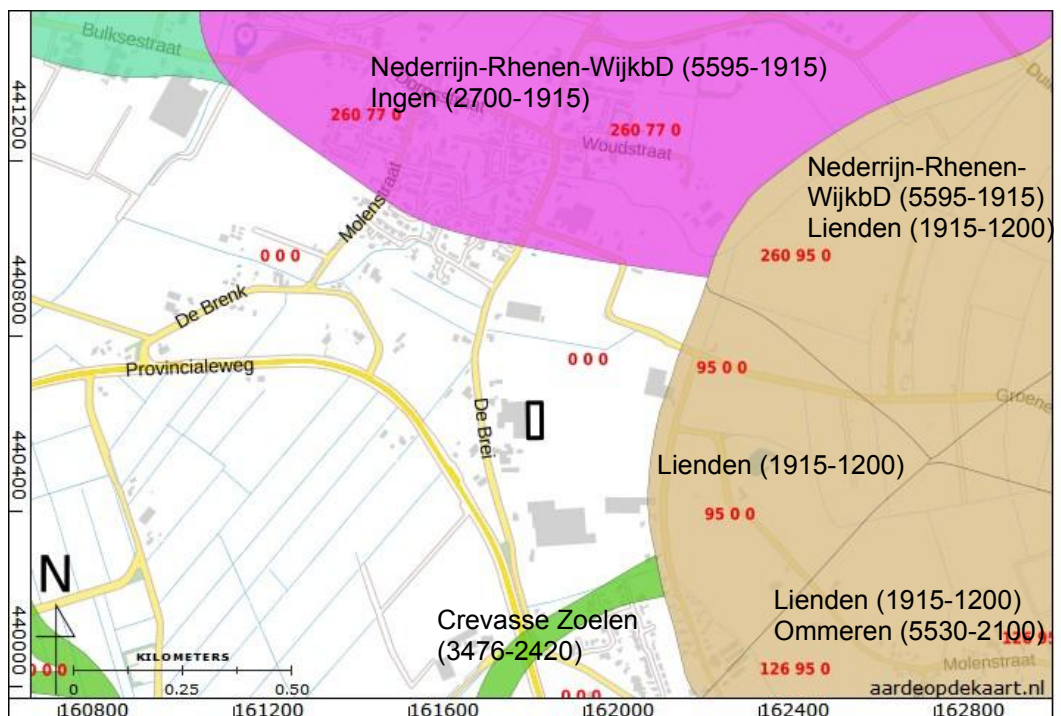 Bulksestraat
Nederrijn-Rhenen-WijkbD (5595-1915)
Ingen (2700-1915)
260 77 0
260 77 0
Woudstraat
441200
Nederrijn-Rhenen-
WijkbD (5595-1915)
Lienden (1915-1200)
Molenstraat
0 0 0
260 95 0
440800
De Brenk
Provincialeweg
0 0 0
95 0 0
De Brei
440400
Lienden (1915-1200)
95 0 0
N
Crevasse Zoelen
(3476-2420)
Lienden (1915-1200)
Ommeren (5530-2100)
KILOMETERS
0 0.25 0.50
126 95 0
Molenstraat
440000
0 0 0
aardeopdekaart.nl
160800 161200 161600 162000 162400 162800